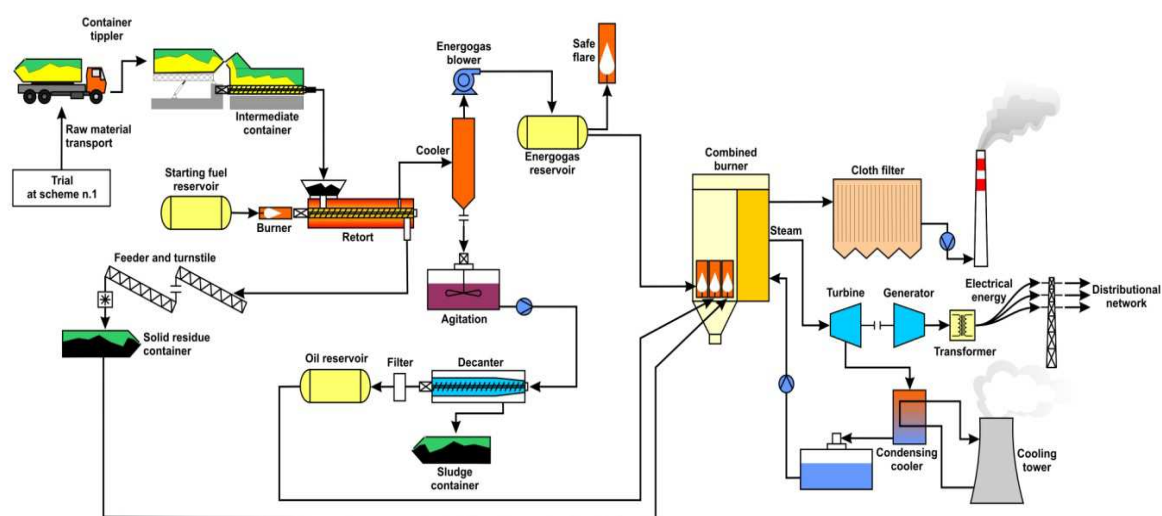 Container
tippler
Raw material
transport
Trial
at scheme n.1
Intermediate
container
Starting fuel
reservoir
Burner
Retort
Cooler
Energogas
blower
Safe
flare
Energogas
reservoir
Feeder and turnstile
Solid residue
container
Agitation
Oil reservoir
Filter
Decanter
Sludge
container
Combined
burner
Cloth filter
Steam
Turbine
Generator
Electrical
energy
Distributional
network
Transformer
Condensing
cooler
Cooling
tower